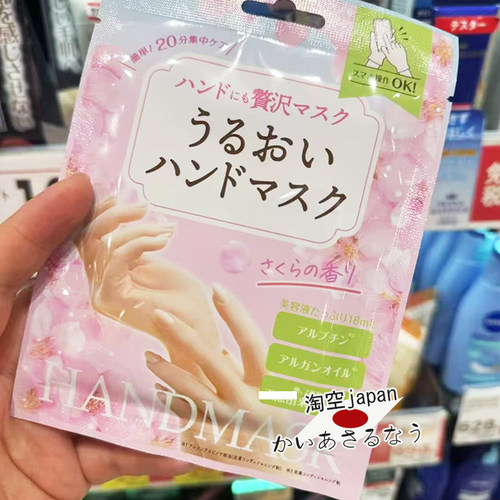 簡単！20分集中ケア
スマホ操作OK!
ハンドにも贅沢マスク
うるおい
ハンドマスク
さくらの香り
美容液たっぷり18ml
アルブチン
アルガンオイル
HANDMASK
淘空japan
かいあさるなう
テスター